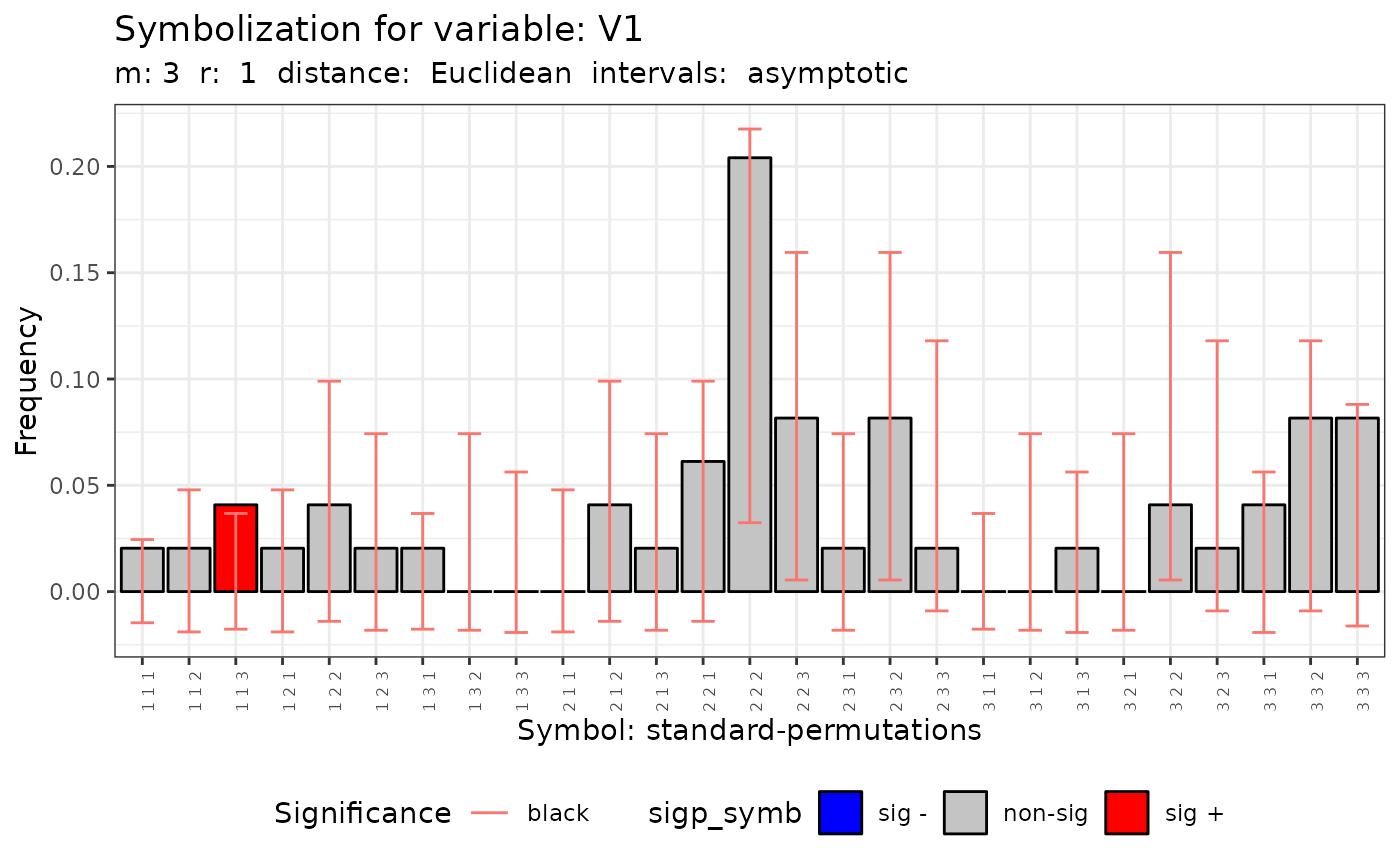 Symbolization for variable: V1
m: 3 r: 1 distance: Euclidean intervals: asymptotic
Frequency
0.20
0.15
0.10
0.05
0.00
1 1 1
1 1 2
1 1 3
1 2 1
1 2 2
1 2 3
1 3 1
1 3 2
1 3 3
2 1 1
2 1 2
2 1 3
2 2 1
2 2 2
2 2 3
2 3 1
2 3 2
2 3 3
3 1 1
3 1 2
3 1 3
3 2 1
3 2 2
3 2 3
3 3 1
3 3 2
3 3 3
Symbol: standard-permutations
Significance black sigp_symb sig - non-sig sig +